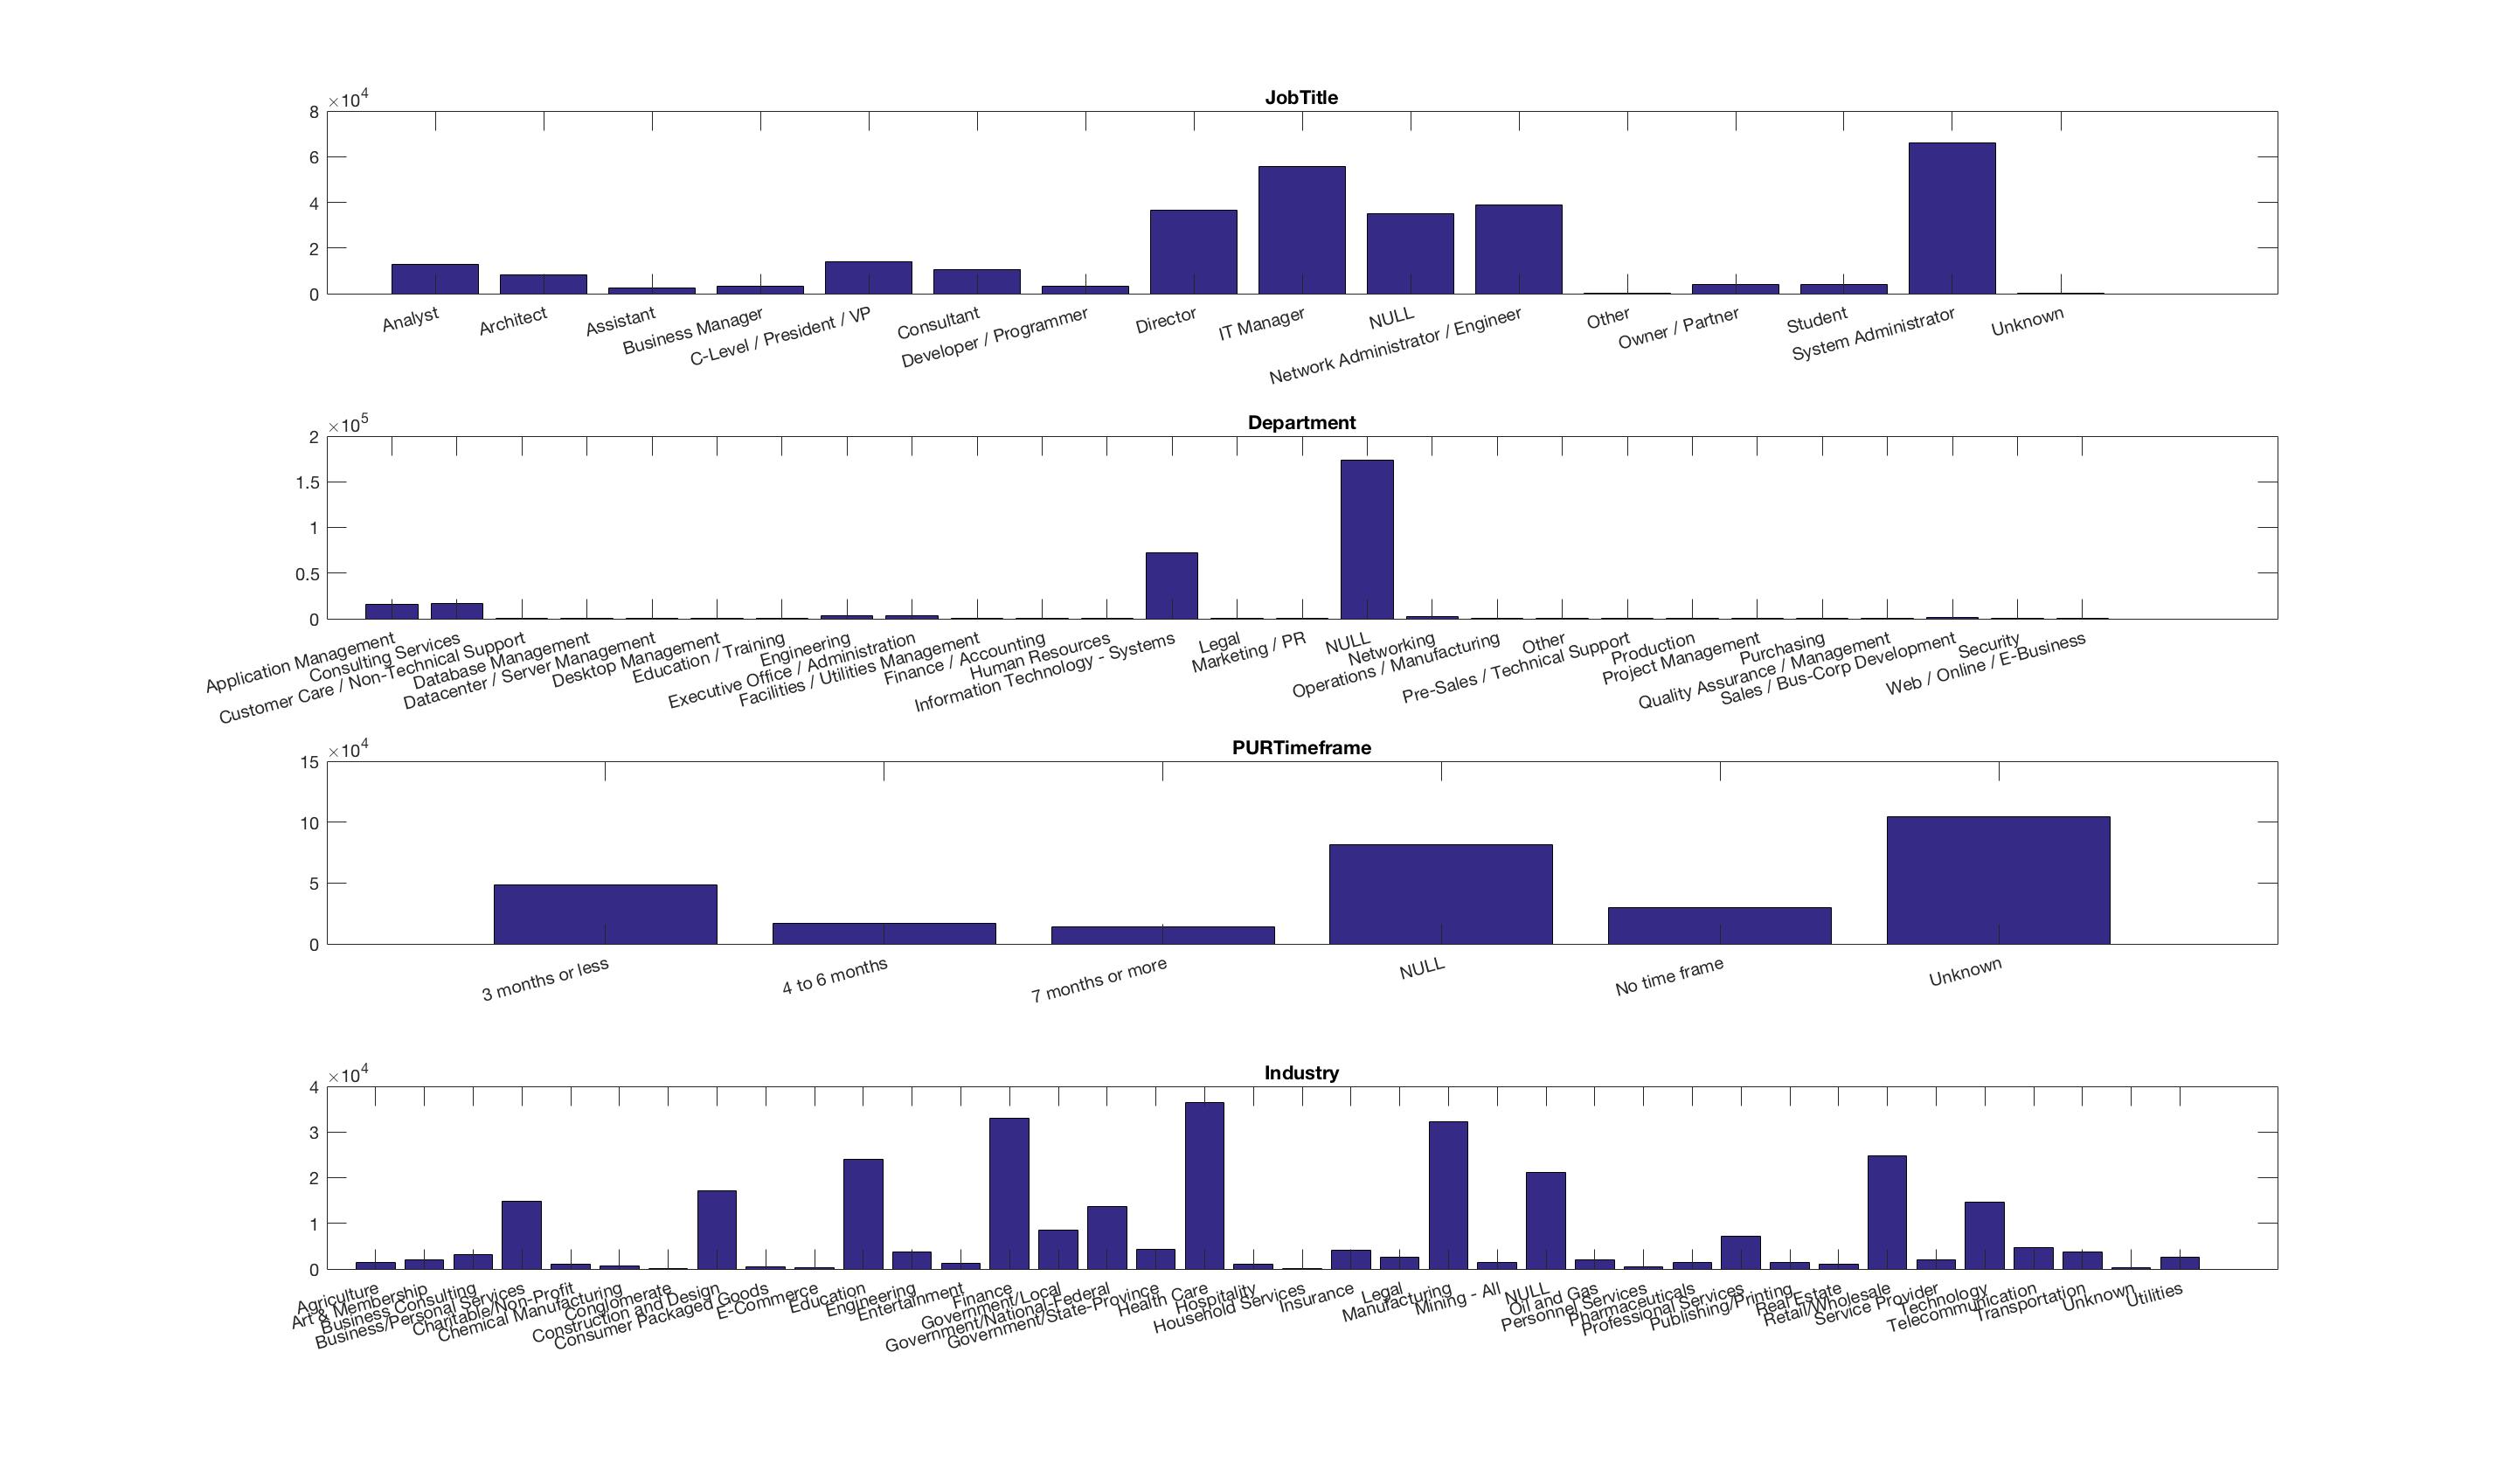 JobTitle
×10^4
8
6
4
2
0
Analyst
Architect
Assistant
Business Manager
C-Level / President / VP
Consultant
Developer / Programmer
Director
IT Manager
NULL
Network Administrator / Engineer
Other
Owner / Partner
Student
System Administrator
Unknown
Department
×10^5
2
1.5
1
0.5
0
Application Management
Consulting Services
Customer Care / Non-Technical Support
Database Management
Datacenter / Server Management
Desktop Management
Education / Training
Engineering
Executive Office / Administration
Facilities / Utilities Management
Finance / Accounting
Human Resources
Information Technology - Systems
Legal
Marketing / PR
NULL
Networking
Operations / Manufacturing
Other
Pre-Sales / Technical Support
Production
Project Management
Purchasing
Quality Assurance / Management
Sales / Bus-Corp Development
Security
Web / Online / E-Business
PURTimeframe
×10^4
15
10
5
0
3 months or less
4 to 6 months
7 months or more
NULL
No time frame
Unknown
Industry
×10^4
4
3
2
1
0
Agriculture
Art & Membership
Business Consulting
Business/Personal Services
Charitable/Non-Profit
Chemical Manufacturing
Conglomerate
Construction and Design
Consumer Packaged Goods
E-Commerce
Education
Engineering
Entertainment
Finance
Government/Local
Government/National-Federal
Government/State-Province
Health Care
Hospitality
Household Services
Insurance
Legal
Manufacturing
Mining - All
NULL
Oil and Gas
Personnel Services
Pharmaceuticals
Professional Services
Publishing/Printing
Real Estate
Retail/Wholesale
Service Provider
Technology
Telecommunication
Transportation
Unknown
Utilities